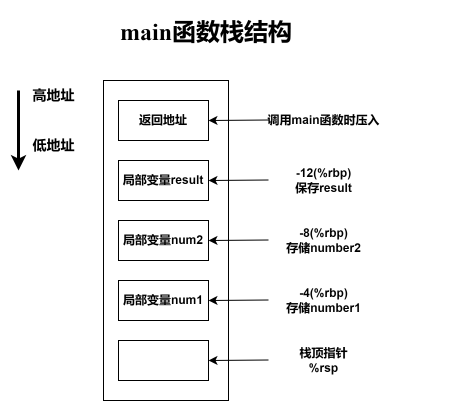 main函数栈结构
高地址
低地址
返回地址
调用main函数时压入
局部变量result
-12(%rbp)
保存result
局部变量num2
-8(%rbp)
存储number2
局部变量num1
-4(%rbp)
存储number1
栈顶指针
%rsp